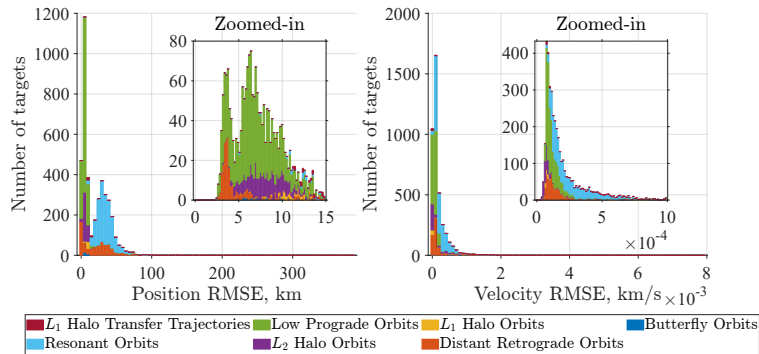 Zoomed-in
Number of targets
1200
1000
800
600
400
200
0
80
60
40
20
0
0 5 10 15
0 100 200 300
Position RMSE, km
Zoomed-in
Number of targets
2000
1500
1000
500
0
400
300
200
100
0
0 5 10
×10⁻⁴
0 2 4 6 8
Velocity RMSE, km/s ×10⁻³
L₁ Halo Transfer Trajectories Low Prograde Orbits L₁ Halo Orbits Butterfly Orbits
Resonant Orbits L₂ Halo Orbits Distant Retrograde Orbits